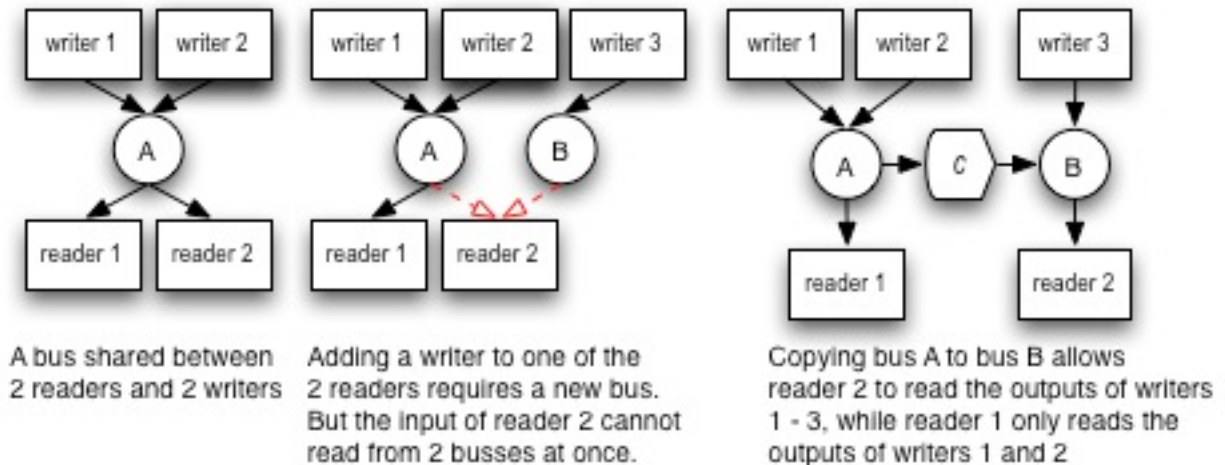 writer 1
writer 2
A
reader 1
reader 2
A bus shared between
2 readers and 2 writers
writer 1
writer 2
writer 3
A
B
reader 1
reader 2
Adding a writer to one of the
2 readers requires a new bus.
But the input of reader 2 cannot
read from 2 busses at once.
writer 1
writer 2
writer 3
A
C
B
reader 1
reader 2
Copying bus A to bus B allows
reader 2 to read the outputs of writers
1 - 3, while reader 1 only reads the
outputs of writers 1 and 2